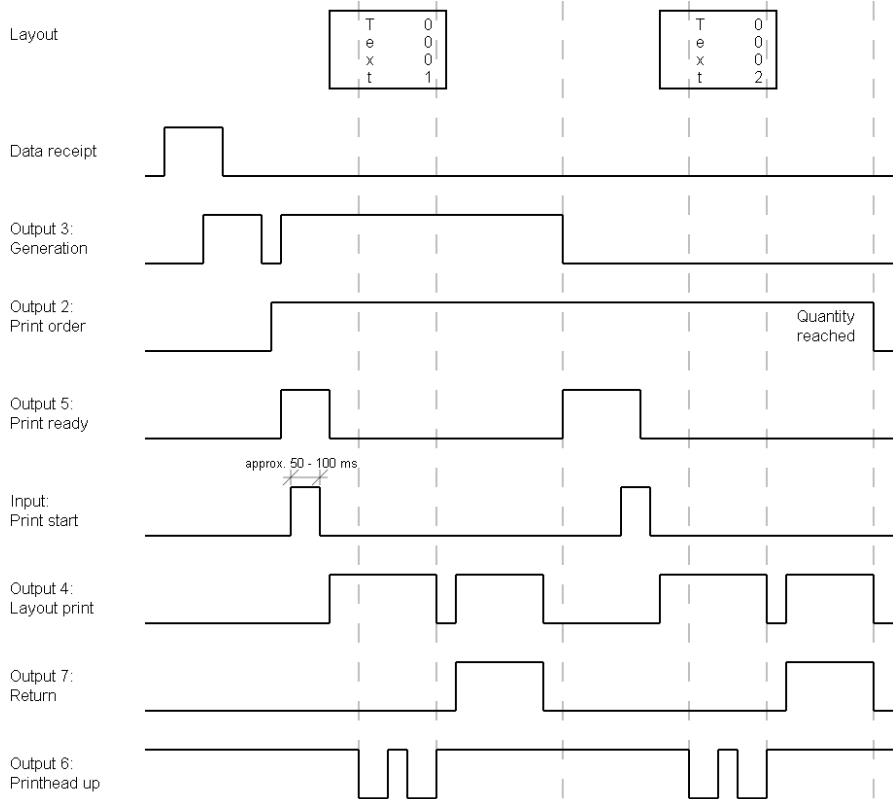 Layout
T 0
e 0
x 0
t 1
T 0
e 0
x 0
t 2
Data receipt
Output 3:
Generation
Output 2:
Print order
Quantity
reached
Output 5:
Print ready
approx. 50 - 100 ms
Input:
Print start
Output 4:
Layout print
Output 7:
Return
Output 6:
Printhead up